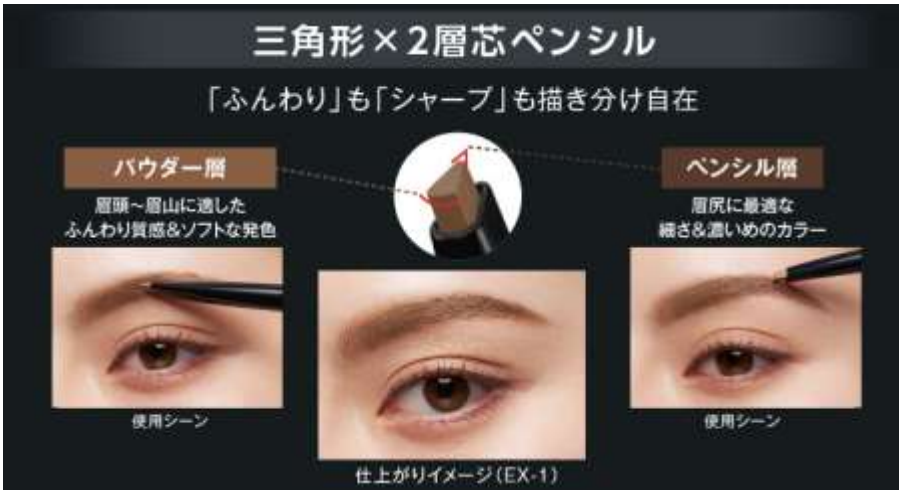 三角形×2層芯ペンシル
「ふんわり」も「シャープ」も描き分け自在
パウダー層
眉頭~眉山に適した
ふんわり質感&ソフトな発色
使用シーン
ペンシル層
眉尻に最適な
細さ&濃いめのカラー
使用シーン
仕上がりイメージ(EX-1)